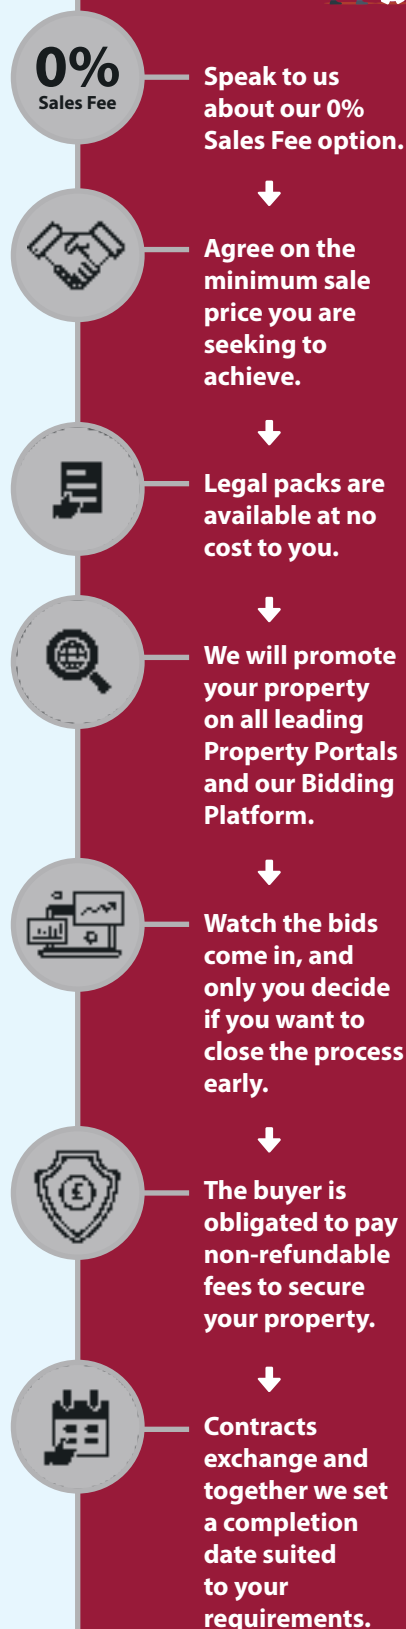 0%
Sales Fee
Speak to us
about our 0%
Sales Fee option.
Agree on the
minimum sale
price you are
seeking to
achieve.
Legal packs are
available at no
cost to you.
We will promote
your property
on all leading
Property Portals
and our Bidding
Platform.
Watch the bids
come in, and
only you decide
if you want to
close the process
early.
£
The buyer is
obligated to pay
non-refundable
fees to secure
your property.
Contracts
exchange and
together we set
a completion
date suited
to your
requirements.